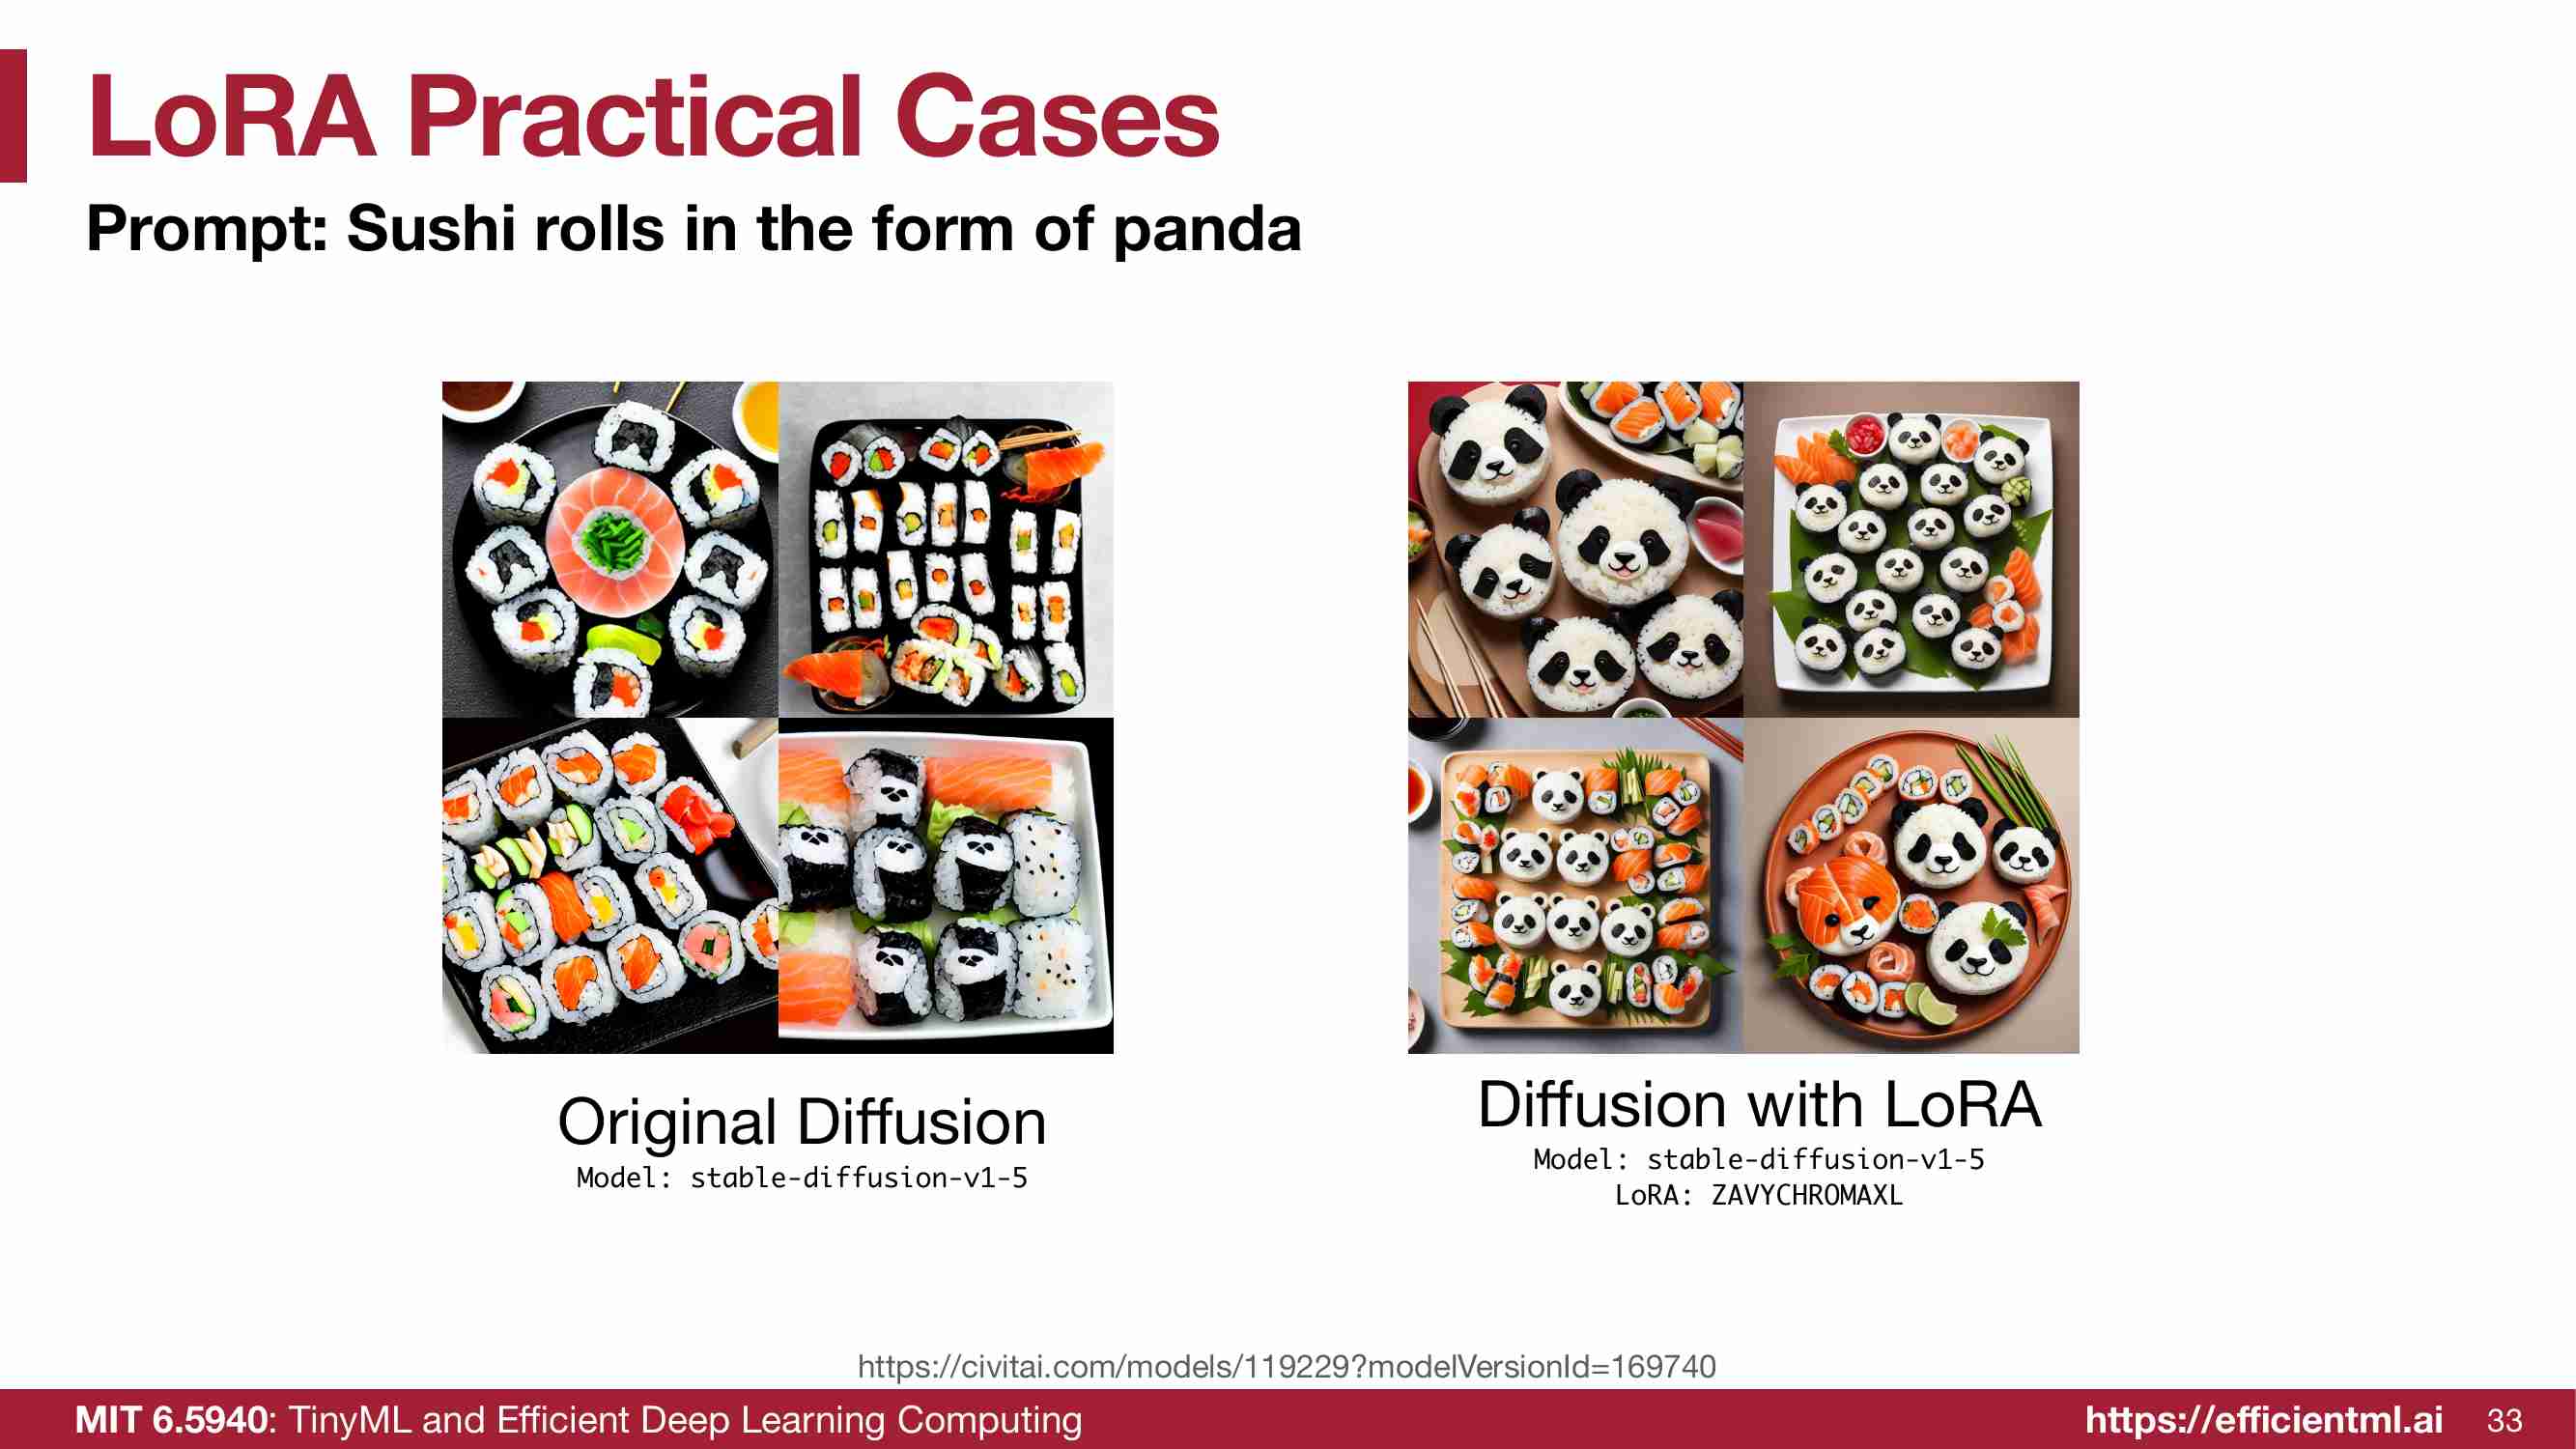 LoRA Practical Cases
Prompt: Sushi rolls in the form of panda
Original Diffusion
Model: stable-diffusion-v1-5
Diffusion with LoRA
Model: stable-diffusion-v1-5
LoRA: ZAVYCHROMAXL
https://civitai.com/models/119229?modelVersionId=169740
MIT 6.5940: TinyML and Efficient Deep Learning Computing
https://efficientml.ai 33